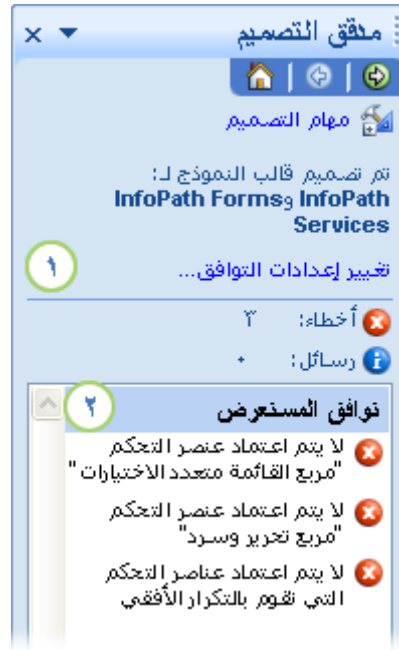 مدقق التصميم
مهام التصميم
تم تصميم قالب النموذج لـ:
InfoPath وInfoPath Forms
Services
تغيير إعدادات التوافق...
١
أخطاء: ٣
رسائل: ٠
توافق المستعرض
٢
لا يتم اعتماد عنصر التحكم
"مربع القائمة متعدد الاختيارات"
لا يتم اعتماد عنصر التحكم
"مربع تحرير وسرد"
لا يتم اعتماد عناصر التحكم
التي تقوم بالتكرار الأفقي